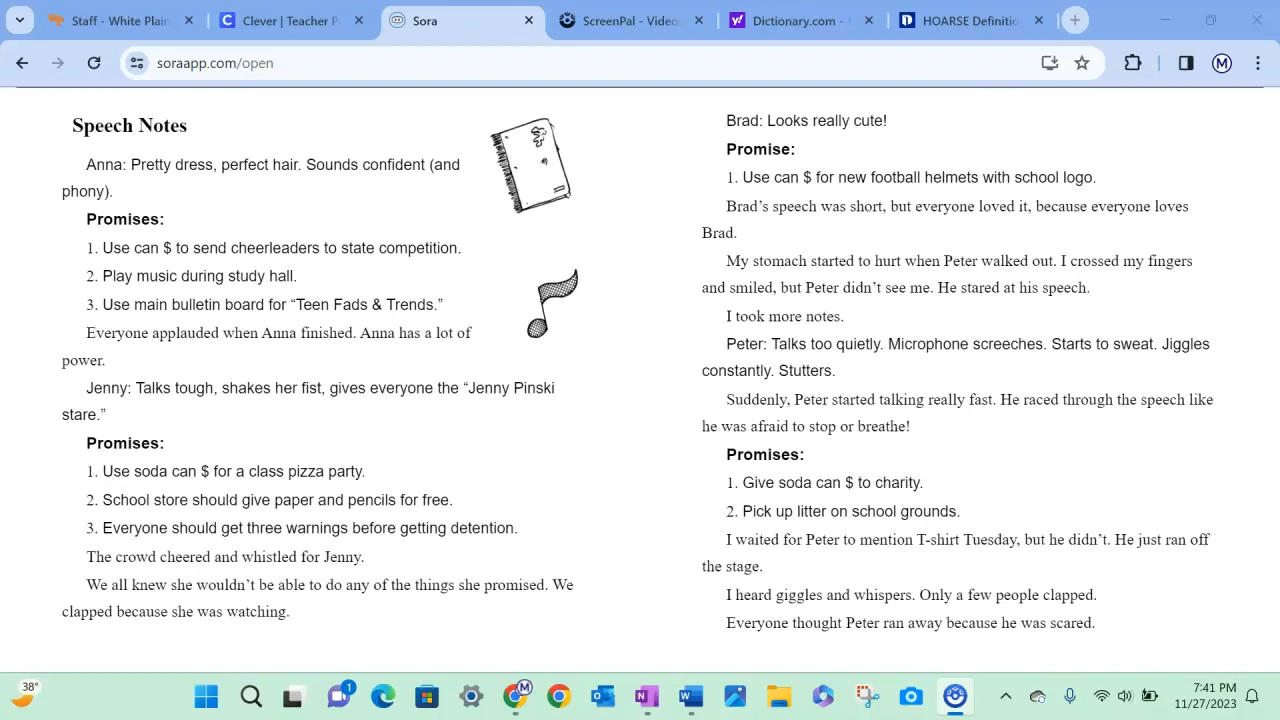 Staff - White Plain
Clever | Teacher P
Sora
ScreenPal - Video
Dictionary.com -
HOARSE Definitio
soraapp.com/open
M
Speech Notes
Anna: Pretty dress, perfect hair. Sounds confident (and
phony).
Promises:
1. Use can $ to send cheerleaders to state competition.
2. Play music during study hall.
3. Use main bulletin board for “Teen Fads & Trends.”
Everyone applauded when Anna finished. Anna has a lot of
power.
Jenny: Talks tough, shakes her fist, gives everyone the “Jenny Pinski
stare.”
Promises:
1. Use soda can $ for a class pizza party.
2. School store should give paper and pencils for free.
3. Everyone should get three warnings before getting detention.
The crowd cheered and whistled for Jenny.
We all knew she wouldn’t be able to do any of the things she promised. We
clapped because she was watching.
Brad: Looks really cute!
Promise:
1. Use can $ for new football helmets with school logo.
Brad’s speech was short, but everyone loved it, because everyone loves
Brad.
My stomach started to hurt when Peter walked out. I crossed my fingers
and smiled, but Peter didn’t see me. He stared at his speech.
I took more notes.
Peter: Talks too quietly. Microphone screeches. Starts to sweat. Jiggles
constantly. Stutters.
Suddenly, Peter started talking really fast. He raced through the speech like
he was afraid to stop or breathe!
Promises:
1. Give soda can $ to charity.
2. Pick up litter on school grounds.
I waited for Peter to mention T-shirt Tuesday, but he didn’t. He just ran off
the stage.
I heard giggles and whispers. Only a few people clapped.
Everyone thought Peter ran away because he was scared.
38°
1
M
7:41 PM
11/27/2023